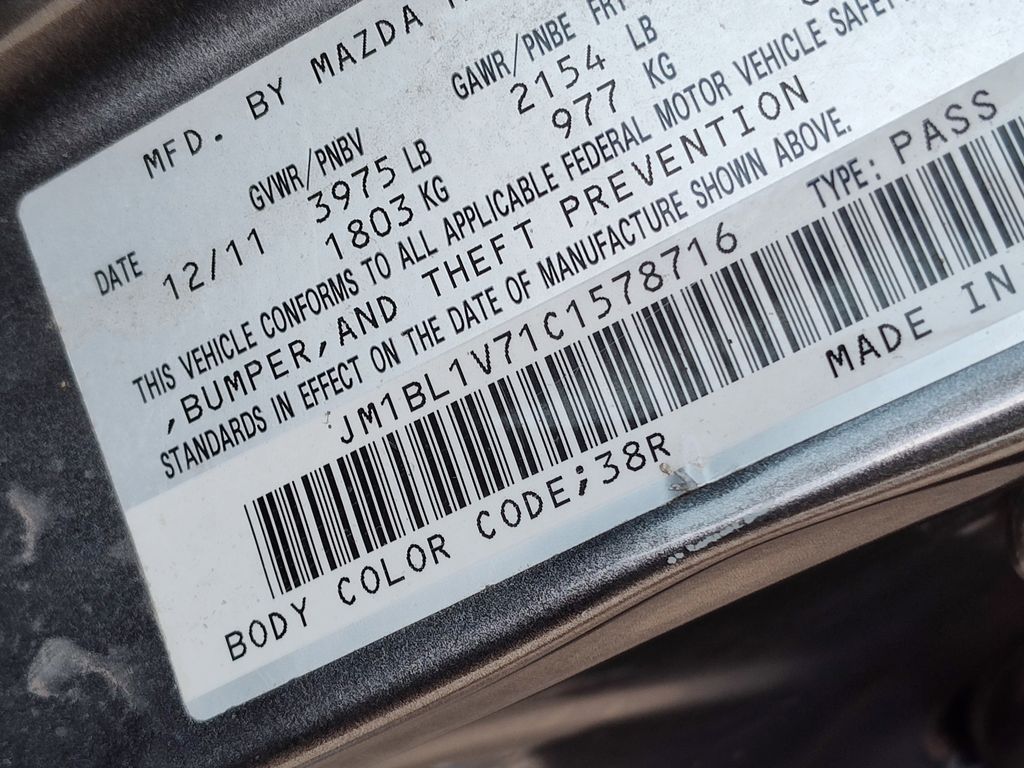 MFD. BY MAZDA
GVWR/PNBV GAWR/PNBE
DATE 3975 LB 2154 LB
12/11 1803 KG 977 KG
THIS VEHICLE CONFORMS TO ALL APPLICABLE FEDERAL MOTOR VEHICLE
,BUMPER,AND THEFT PREVENTION
STANDARDS IN EFFECT ON THE DATE OF MANUFACTURE SHOWN ABOVE.
JM1BL1V71C1578716 TYPE: PASS
BODY COLOR CODE;38R MADE IN